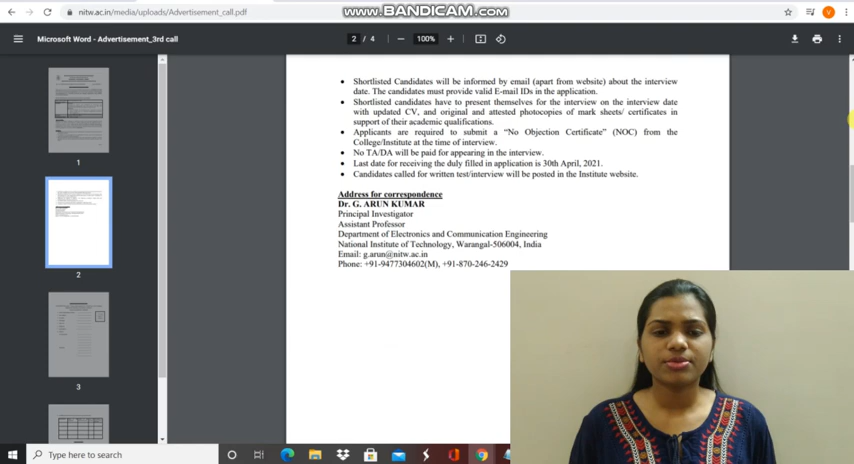 nitw.ac.in/media/uploads/Advertisement_call.pdf
www.BANDICAM.com
V
Microsoft Word - Advertisement_3rd call
2 / 4
100%
• Shortlisted Candidates will be informed by email (apart from website) about the interview
date. The candidates must provide valid E-mail IDs in the application.
• Shortlisted candidates have to present themselves for the interview on the interview date
with updated CV, and original and attested photocopies of mark sheets/ certificates in
support of their academic qualifications.
• Applicants are required to submit a “No Objection Certificate” (NOC) from the
College/Institute at the time of interview.
• No TA/DA will be paid for appearing in the interview.
• Last date for receiving the duly filled in application is 30th April, 2021.
• Candidates called for written test/interview will be posted in the Institute website.
Address for correspondence
Dr. G. ARUN KUMAR
Principal Investigator
Assistant Professor
Department of Electronics and Communication Engineering
National Institute of Technology, Warangal-506004, India
Email: g.arun@nitw.ac.in
Phone: +91-9477304602(M), +91-870-246-2429
1
2
3
Type here to search